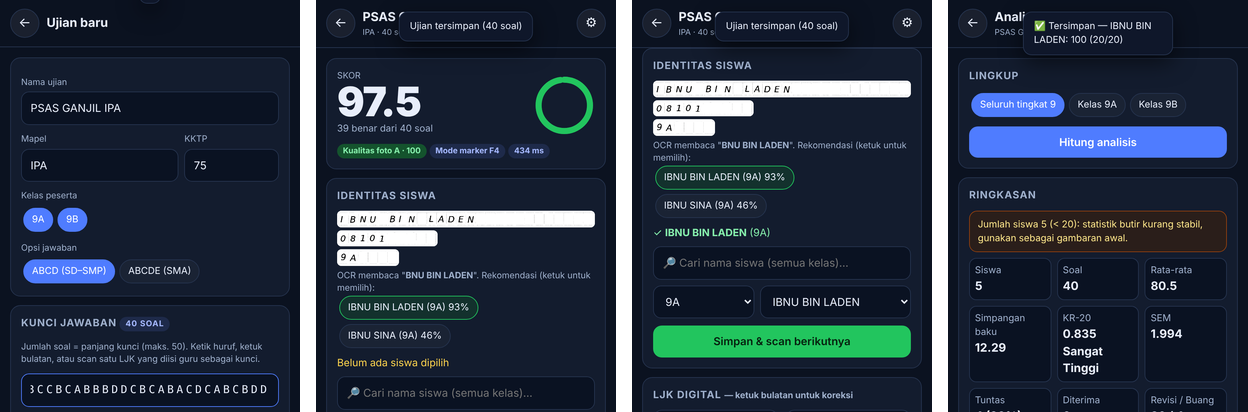 Ujian baru
Nama ujian
PSAS GANJIL IPA
Mapel
KKTP
IPA
75
Kelas peserta
9A
9B
Opsi jawaban
ABCD (SD–SMP)
ABCDE (SMA)
KUNCI JAWABAN 40 SOAL
Jumlah soal = panjang kunci (maks. 50). Ketik huruf, ketuk
bulatan, atau scan satu LJK yang diisi guru sebagai kunci.
CCBCABBBDDCBCABACDCABCBDD
PSAS
IPA · 40
Ujian tersimpan (40 soal)
SKOR
97.5
39 benar dari 40 soal
Kualitas foto A · 100
Mode marker F4
434 ms
IDENTITAS SISWA
IBNU BIN LADEN
08101
9A
OCR membaca "BNU BIN LADEN". Rekomendasi (ketuk untuk
memilih):
IBNU BIN LADEN (9A) 93%
IBNU SINA (9A) 46%
Belum ada siswa dipilih
🔎 Cari nama siswa (semua kelas)...
PSAS
IPA · 40
Ujian tersimpan (40 soal)
IDENTITAS SISWA
IBNU BIN LADEN
08101
9A
OCR membaca "BNU BIN LADEN". Rekomendasi (ketuk untuk
memilih):
IBNU BIN LADEN (9A) 93%
IBNU SINA (9A) 46%
✓ IBNU BIN LADEN (9A)
🔎 Cari nama siswa (semua kelas)...
9A
IBNU BIN LADEN
Simpan & scan berikutnya
LJK DIGITAL — ketuk bulatan untuk koreksi
PSAS
✅ Tersimpan — IBNU BIN
LADEN: 100 (20/20)
LINGKUP
Seluruh tingkat 9
Kelas 9A
Kelas 9B
Hitung analisis
RINGKASAN
Jumlah siswa 5 (< 20): statistik butir kurang stabil,
gunakan sebagai gambaran awal.
Siswa
5
Soal
40
Rata-rata
80.5
Simpangan
baku
12.29
KR-20
0.835
Sangat
Tinggi
SEM
1.994
Tuntas
Diterima
Revisi / Buang